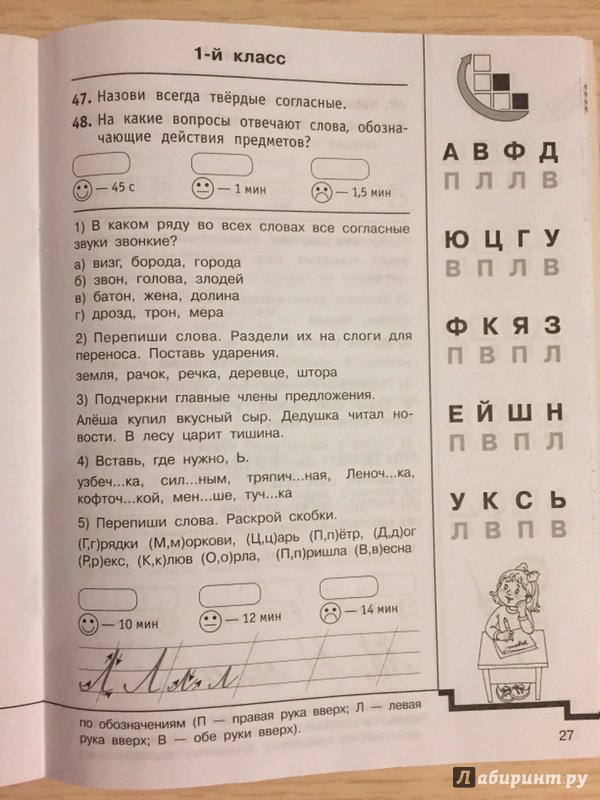 1-й класс
47. Назови всегда твёрдые согласные.
48. На какие вопросы отвечают слова, обозна-
чающие действия предметов?
— 45 с
— 1 мин
— 1,5 мин
1) В каком ряду во всех словах все согласные
звуки звонкие?
а) визг, борода, города
б) звон, голова, злодей
в) батон, жена, долина
г) дрозд, трон, мера
2) Перепиши слова. Раздели их на слоги для
переноса. Поставь ударения.
земля, рачок, речка, деревце, штора
3) Подчеркни главные члены предложения.
Алёша купил вкусный сыр. Дедушка читал но-
вости. В лесу царит тишина.
4) Вставь, где нужно, Ь.
узбеч...ка, сил...ным, тряпич...ная, Леноч...ка,
кофточ...кой, мен...ше, туч...ка
5) Перепиши слова. Раскрой скобки.
(Г,г)рядки (М,м)оркови, (Ц,ц)арь (П,п)ётр, (Д,д)ог
(Р,р)екс, (К,к)люв (О,о)рла, (П,п)ришла (В,в)есна
— 10 мин
— 12 мин
— 14 мин
Л Л л л
по обозначениям (П — правая рука вверх; Л — левая
рука вверх; В — обе руки вверх).
А В Ф Д
П Л Л В
Ю Ц Г У
В П Л В
Ф К Я З
П В П Л
Е Й Ш Н
П В П Л
У К С Ь
Л В П В
27
Лабиринт.ру